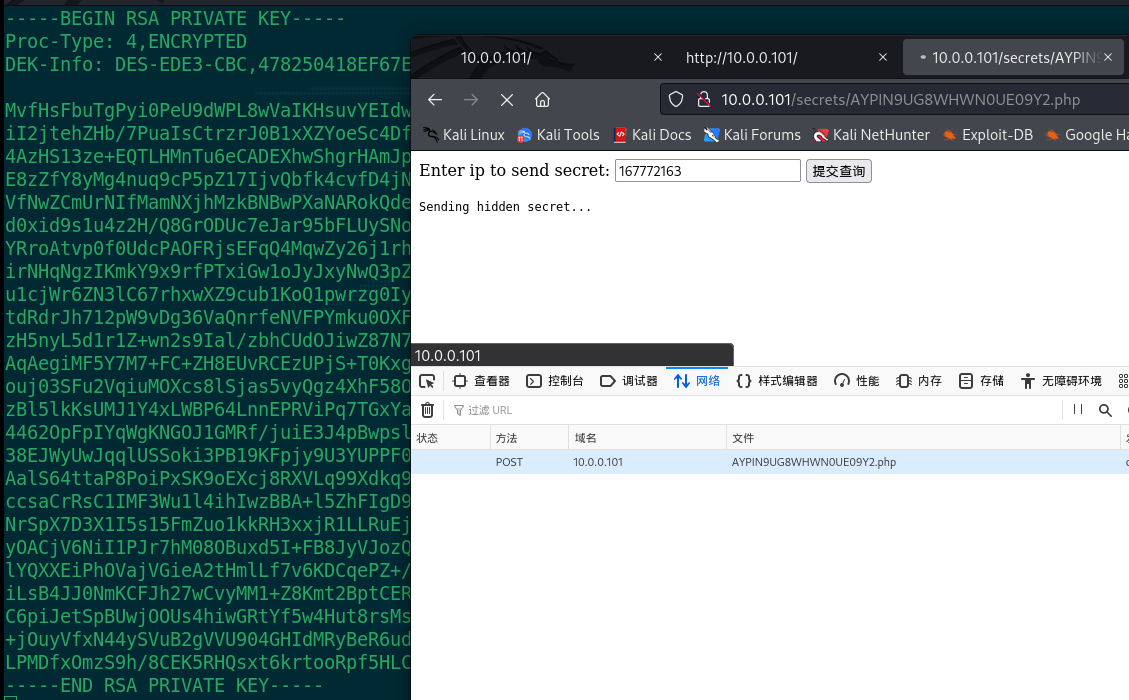 -----BEGIN RSA PRIVATE KEY-----
Proc-Type: 4,ENCRYPTED
DEK-Info: DES-EDE3-CBC,478250418EF67E
MvfHsFbuTgPyi0PeU9dWPL8wVaIKHsuvYEIdw
iI2jtehZHb/7PuaIsCtrzrJ0B1xXZYoeSc4Df
4AzHS13ze+EQTLHMnTu6eCADEXhwShgrHAmJp
E8zZfY8yMg4nuq9cP5pZ17IjvQbfk4cvfD4jN
VfNwZCmUrNIfMamNXjhMzkBNBwPXaNARokQde
d0xid9s1u4z2H/Q8GrODUc7eJar95bFLUySNo
YRroAtvp0f0UdcPAOFRjsEFqQ4MqwZy26j1rh
irNHqNgzIKmkY9x9rfPTxiGw1oJyJxyNwQ3pZ
u1cjWr6ZN3lC67rhxwXZ9cub1KoQ1pwrzg0Iy
tdRdrJh712pW9vDg36VaQnrfeNVFPYmku0OXF
zH5nyL5d1r1Z+wn2s9Ial/zbhCUdOJiwZ87N7
AqAegiMF5Y7M7+FC+ZH8EUvRCEzUPjS+T0Kxg
ouj03SFu2VqiuMOXcs8lSjas5vyQgz4XhF58O
zBl5lkKsUMJ1Y4xLWBP64LnnEPRViPq7TGxYa
4462OpFpIYqWgKNGOJ1GMRf/juiE3J4pBwpsl
38EJWyUwJqqlUSSoki3PB19KFpjy9U3YUPPF0
AalS64ttaP8PoiPxSK9oEXcj8RXVLq99Xdkq9
ccsaCrRsC1IMF3Wu1l4ihIwzBBA+l5ZhFIgD9
NrSpX7D3X1I5s15FmZuo1kkRH3xxjR1LLRuEj
yOACjV6NiI1PJr7hM08OBuxd5I+FB8JyVJozQ
lYQXXEiPhOVajVGieA2tHmlLf7v6KDCqePZ+/
iLsB4JJ0NmKCFJh27wCvyMM1+Z8Kmt2BptCER
C6piJetSpBUwjOOUs4hiwGRtYf5w4Hut8rsMs
+jOuyVfxN44ySVuB2gVVU904GHIdMRyBeR6ud
LPMDfxOmzS9h/8CEK5RHQsxt6krtooRpf5HLC
-----END RSA PRIVATE KEY-----
10.0.0.101/ × http://10.0.0.101/ × 10.0.0.101/secrets/AYPIN9 ×
10.0.0.101/secrets/AYPIN9UG8WHWN0UE09Y2.php
Kali Linux Kali Tools Kali Docs Kali Forums Kali NetHunter Exploit-DB Google Ha
Enter ip to send secret: 167772163 提交查询
Sending hidden secret...
10.0.0.101
查看器 控制台 调试器 网络 样式编辑器 性能 内存 存储 无障碍环境
过滤 URL
状态 方法 域名 文件
POST 10.0.0.101 AYPIN9UG8WHWN0UE09Y2.php